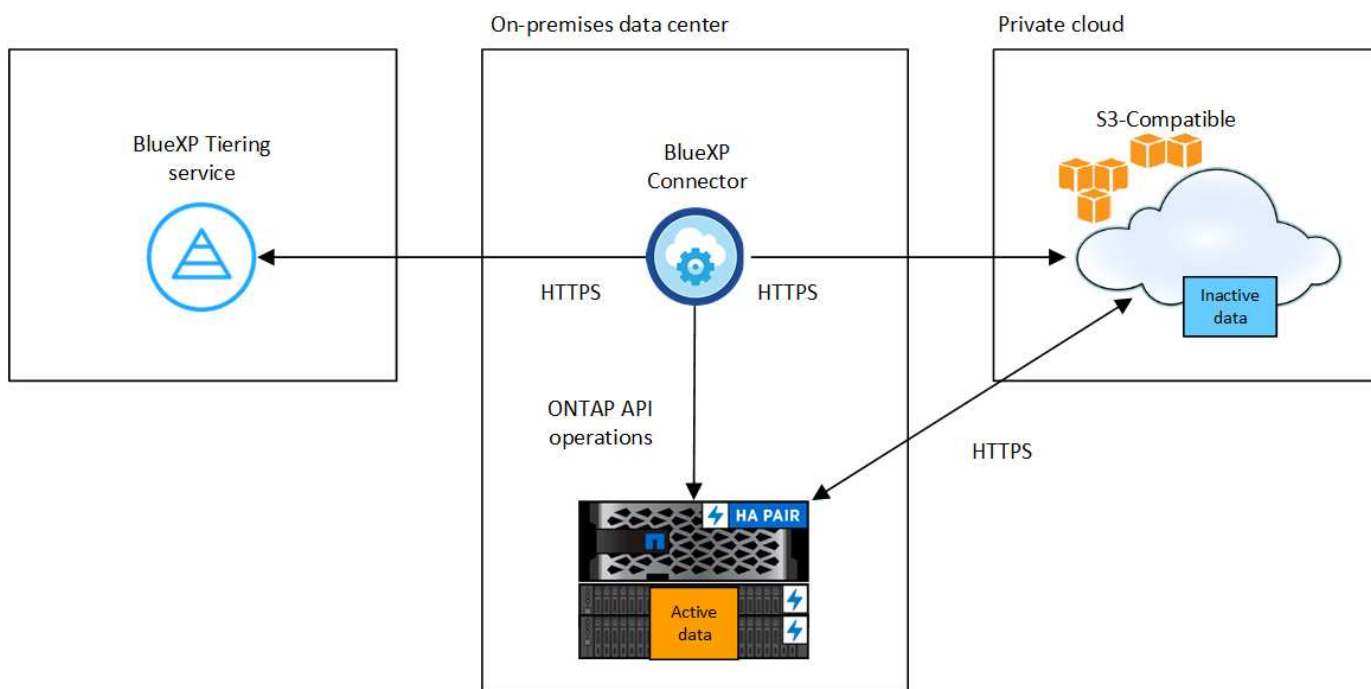 On-premises data center
Private cloud
BlueXP Tiering
service
BlueXP
Connector
S3-Compatible
HTTPS
HTTPS
Inactive
data
ONTAP API
operations
HTTPS
HA PAIR
Active
data